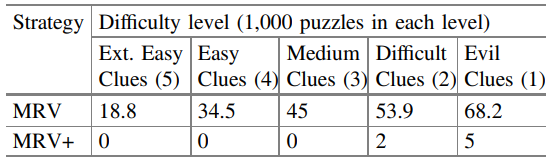 Strategy Difficulty level (1,000 puzzles in each level)
Ext. Easy Easy Medium Difficult Evil
Clues (5) Clues (4) Clues (3) Clues (2) Clues (1)
MRV 18.8 34.5 45 53.9 68.2
MRV+ 0 0 0 2 5